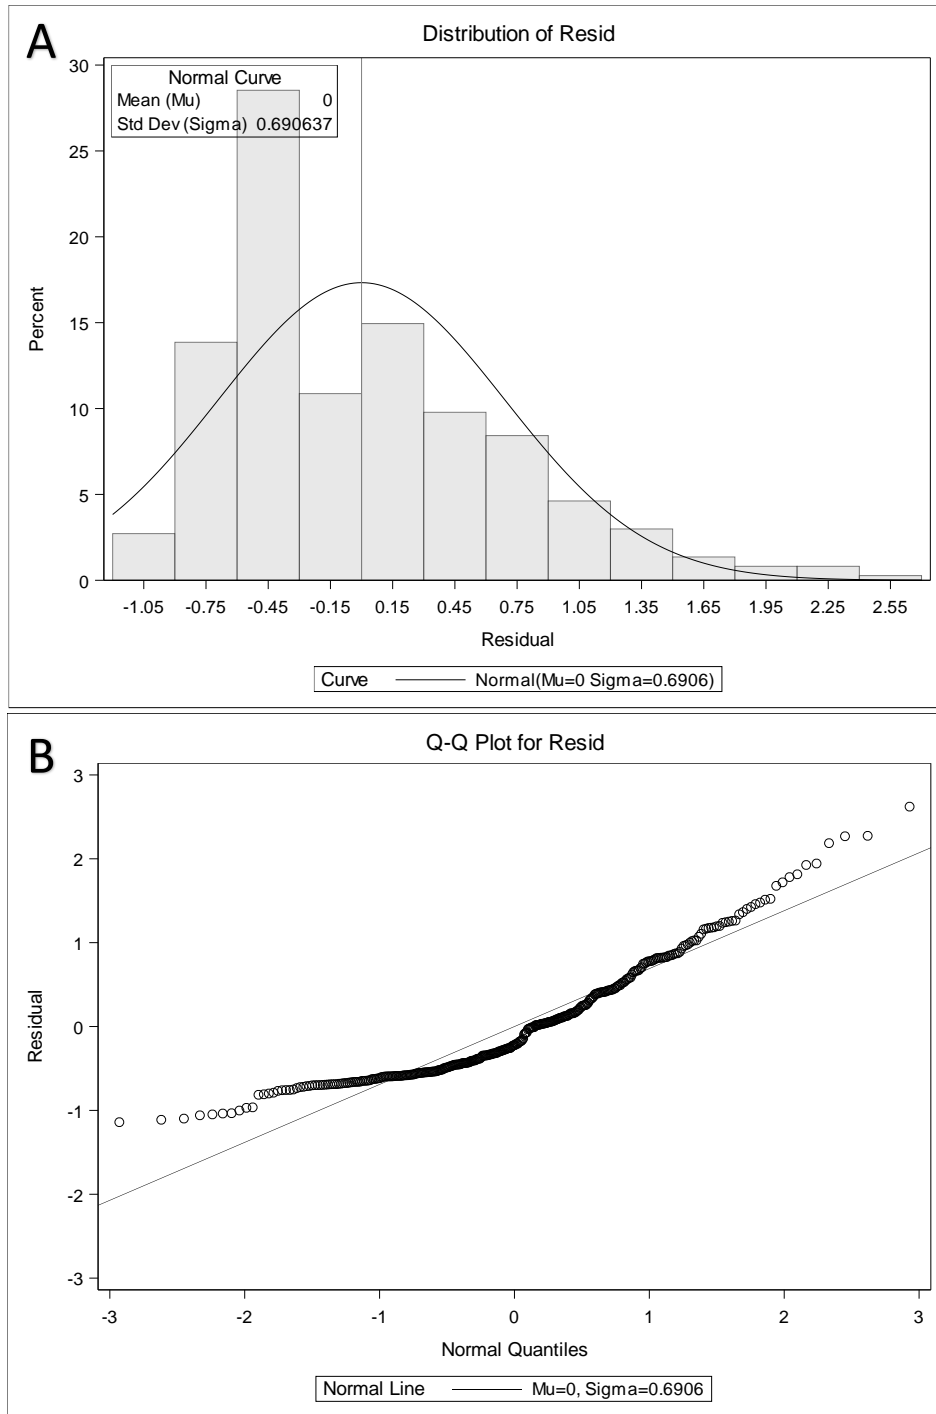 A
Distribution of Resid
Normal Curve
Mean (Mu) 0
Std Dev (Sigma) 0.690637
30
25
20
15
10
5
0
Percent
-1.05 -0.75 -0.45 -0.15 0.15 0.45 0.75 1.05 1.35 1.65 1.95 2.25 2.55
Residual
Curve Normal(Mu=0 Sigma=0.6906)
B
Q-Q Plot for Resid
3
2
1
0
-1
-2
-3
Residual
-3 -2 -1 0 1 2 3
Normal Quantiles
Normal Line Mu=0, Sigma=0.6906